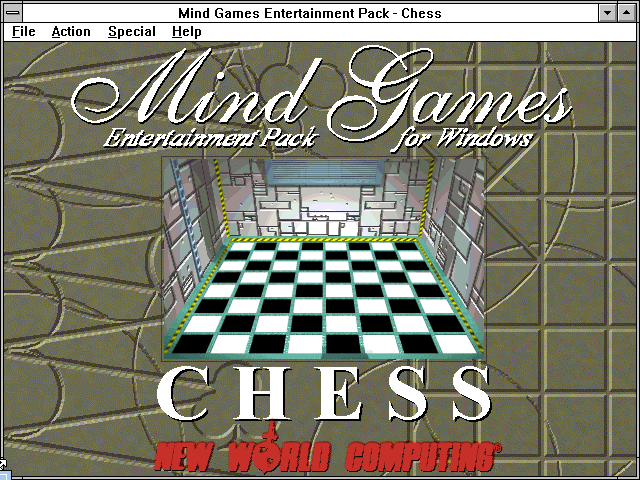 Mind Games Entertainment Pack - Chess
File Action Special Help
Mind Games
Entertainment Pack for Windows
CHESS
NEW WORLD COMPUTING®